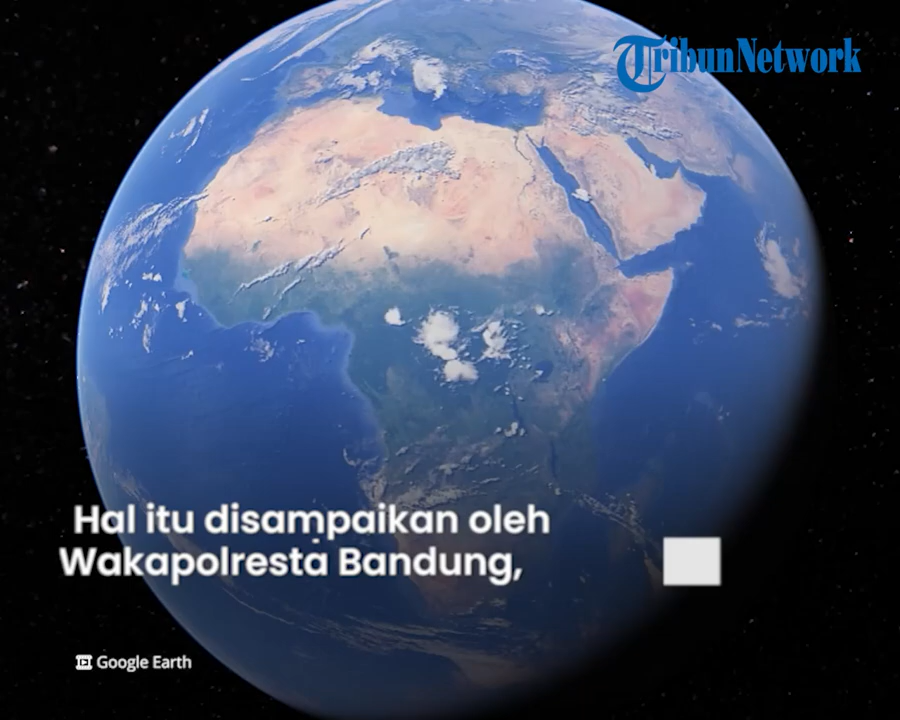 TribunNetwork
Hal itu disampaikan oleh
Wakapolresta Bandung,
Google Earth